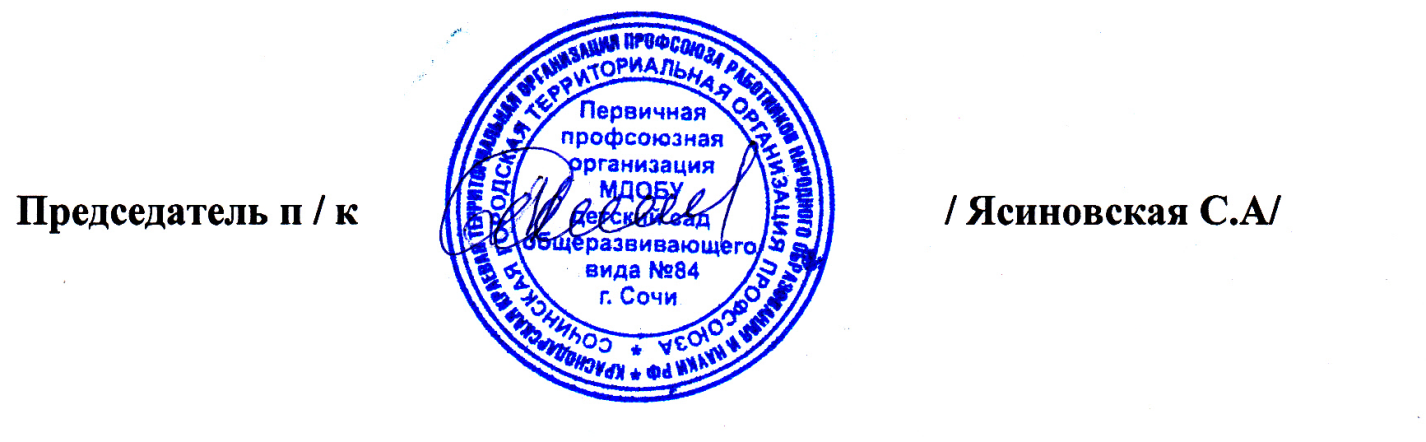 Председатель п / к
/ Ясиновская С.А/
* КРАСНОДАРСКАЯ КРАЕВАЯ ТЕРРИТОРИАЛЬНАЯ ОРГАНИЗАЦИЯ ПРОФСОЮЗА РАБОТНИКОВ НАРОДНОГО ОБРАЗОВАНИЯ И НАУКИ РФ
* СОЧИНСКАЯ ГОРОДСКАЯ ТЕРРИТОРИАЛЬНАЯ ОРГАНИЗАЦИЯ ПРОФСОЮЗА
Первичная
профсоюзная
организация
МДОБУ
детский сад
общеразвивающего
вида №84
г. Сочи